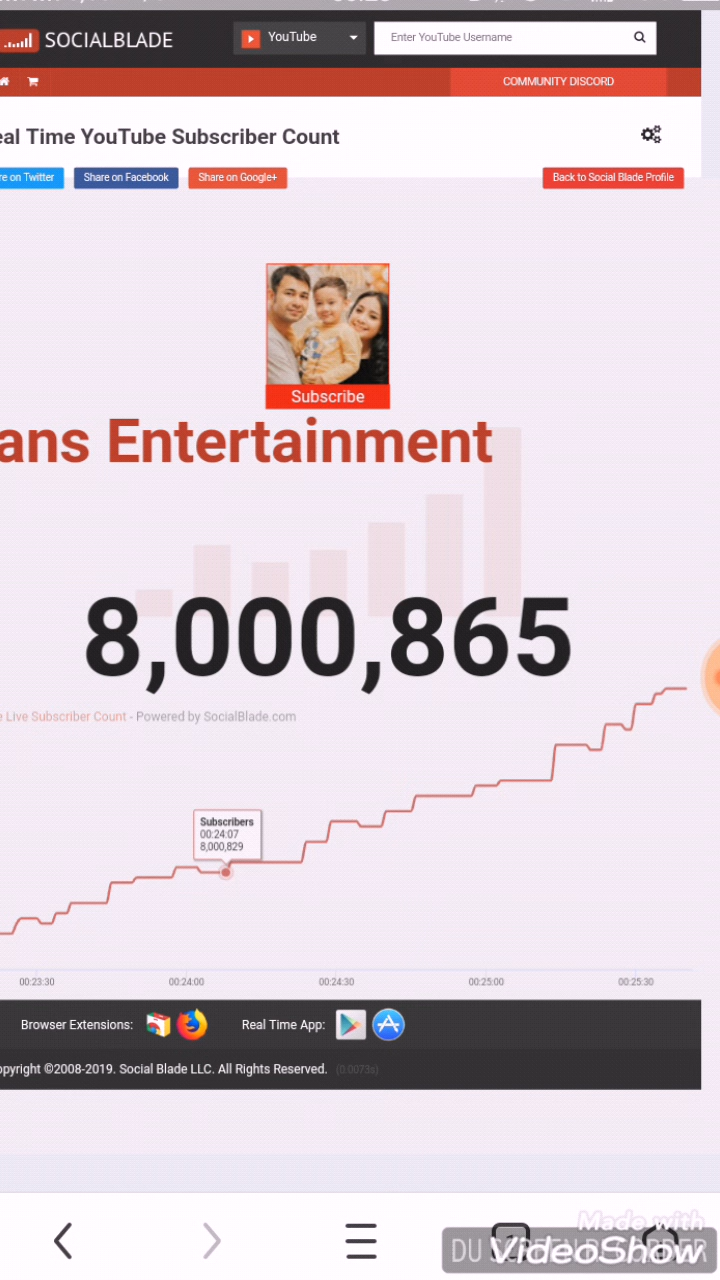 SOCIALBLADE
YouTube
Enter YouTube Username
COMMUNITY DISCORD
eal Time YouTube Subscriber Count
re on Twitter
Share on Facebook
Share on Google+
Back to Social Blade Profile
Subscribe
ans Entertainment
8,000,865
e Live Subscriber Count - Powered by SocialBlade.com
Subscribers
00:24:07
8,000,829
00:23:30
00:24:00
00:24:30
00:25:00
00:25:30
Browser Extensions:
Real Time App:
opyright ©2008-2019. Social Blade LLC. All Rights Reserved. (0.0073s)
Made with
VideoShow